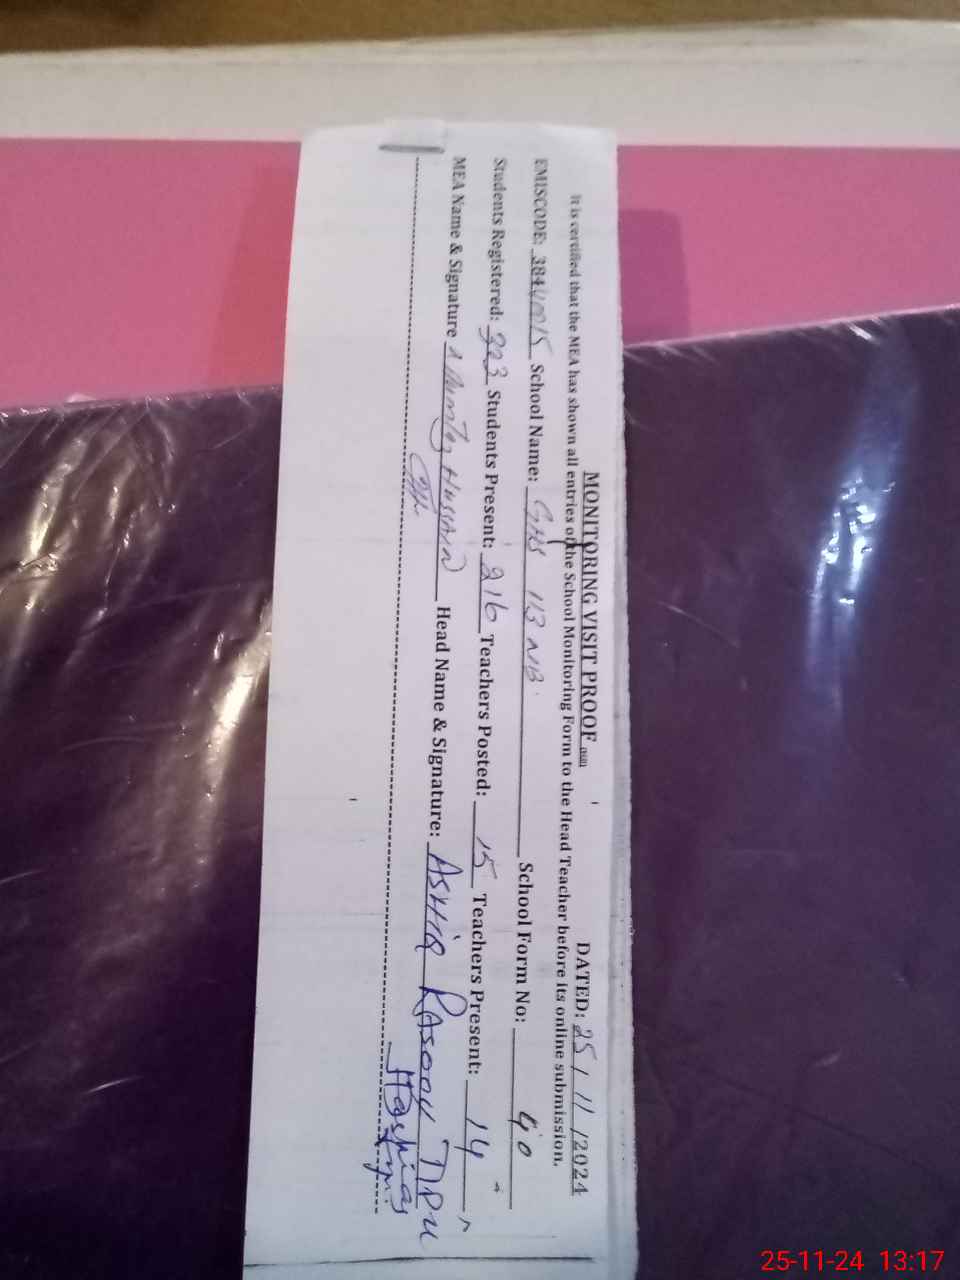 MONITORING VISIT PROOF DATED: 25/11/2024
It is certified that the MEA has shown all entries of the School Monitoring Form to the Head Teacher before its online submission.
EMISCODE: 38440015 School Name: GHS 113 NB School Form No: 40
Students Registered: 323 Students Present: 216 Teachers Posted: 15 Teachers Present: 14
MEA Name & Signature Hussain Head Name & Signature: ASHIQ RASOOL
25-11-24 13:17